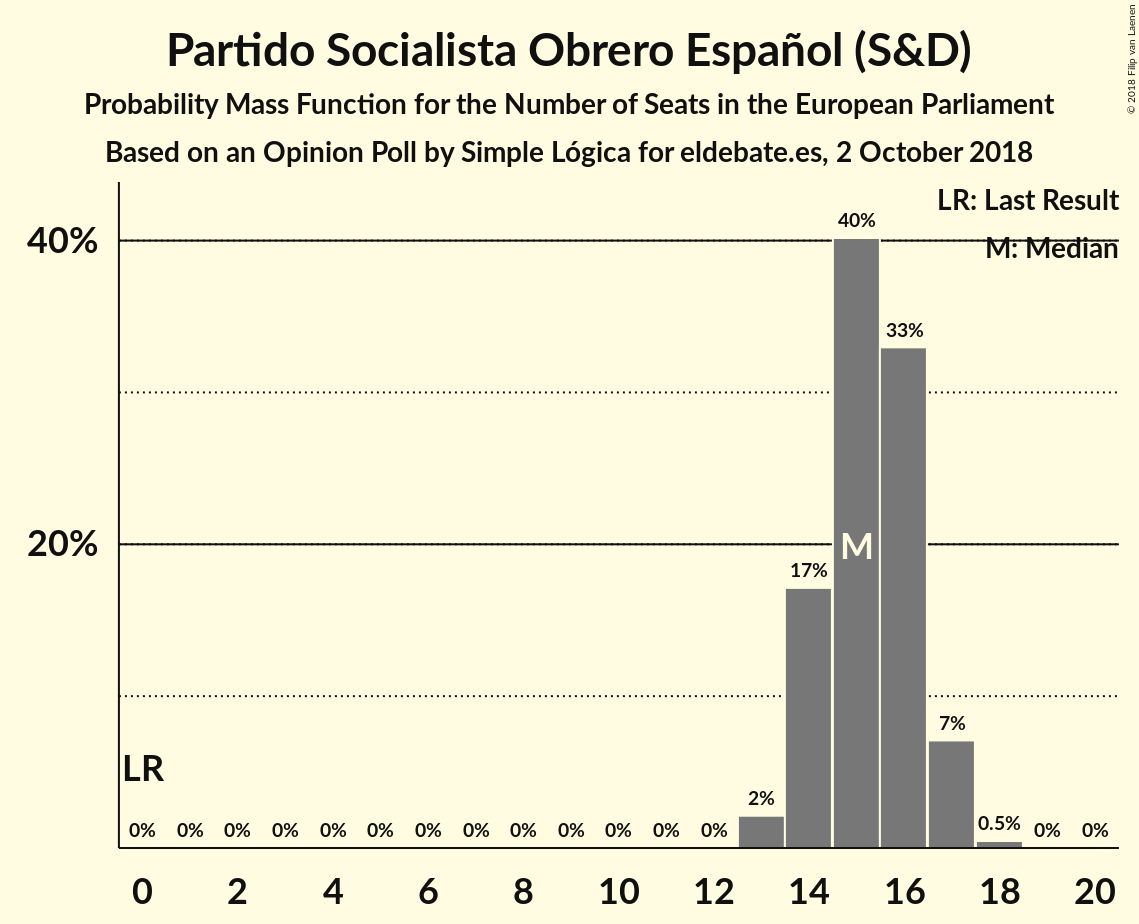 Partido Socialista Obrero Español (S&D)
Probability Mass Function for the Number of Seats in the European Parliament
Based on an Opinion Poll by Simple Lógica for eldebate.es, 2 October 2018
© 2018 Filip van Laenen
LR: Last Result
M: Median
40%
20%
40%
33%
17%
M
7%
LR
2%
0.5%
0% 0% 0% 0% 0% 0% 0% 0% 0% 0% 0% 0% 0% 0% 0%
0 2 4 6 8 10 12 14 16 18 20